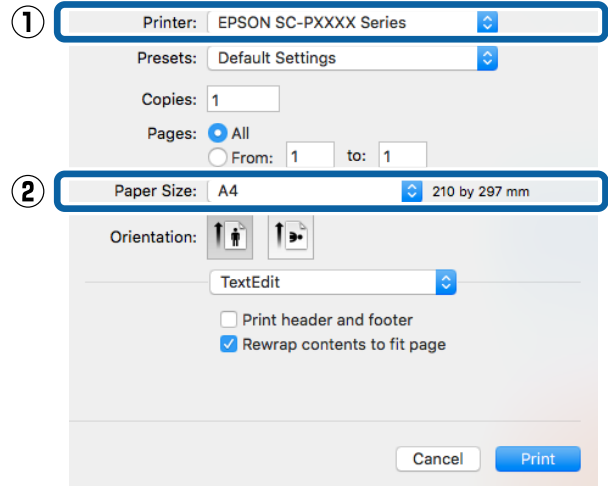 ① Printer: EPSON SC-PXXXX Series
Presets: Default Settings
Copies: 1
Pages: All
From: 1 to: 1
② Paper Size: A4 210 by 297 mm
Orientation:
TextEdit
Print header and footer
Rewrap contents to fit page
Cancel Print